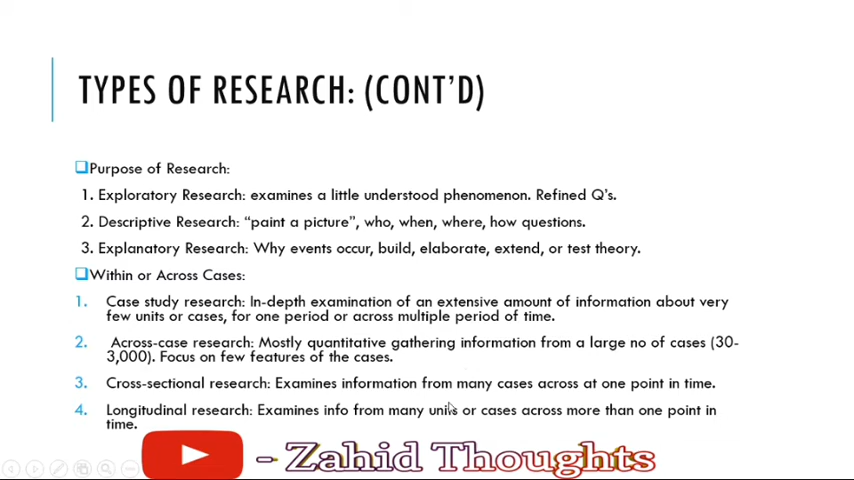 TYPES OF RESEARCH: (CONT'D)
Purpose of Research:
1. Exploratory Research: examines a little understood phenomenon. Refined Q's.
2. Descriptive Research: "paint a picture", who, when, where, how questions.
3. Explanatory Research: Why events occur, build, elaborate, extend, or test theory.
Within or Across Cases:
1. Case study research: In-depth examination of an extensive amount of information about very
few units or cases, for one period or across multiple period of time.
2. Across-case research: Mostly quantitative gathering information from a large no of cases (30-
3,000). Focus on few features of the cases.
3. Cross-sectional research: Examines information from many cases across at one point in time.
4. Longitudinal research: Examines info from many units or cases across more than one point in
time.
- Zahid Thoughts